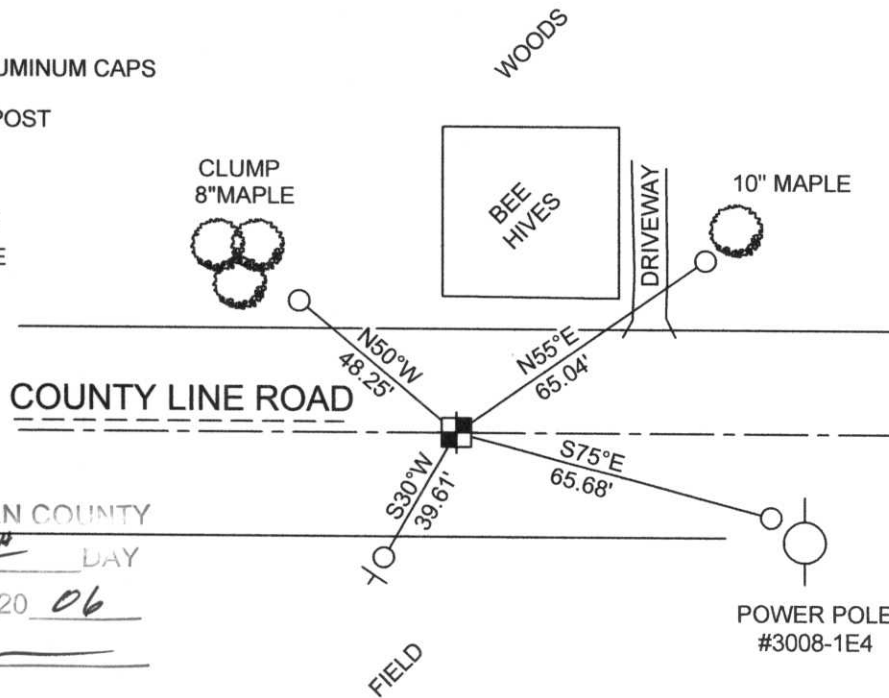 WOODS
UMINUM CAPS
POST
CLUMP
8"MAPLE
10" MAPLE
BEE
HIVES
DRIVEWAY
E
N50°W
48.25'
N55°E
65.04'
COUNTY LINE ROAD
S75°E
65.68'
S30°W
39.61'
N COUNTY
DAY
20 06
POWER POLE
#3008-1E4
FIELD